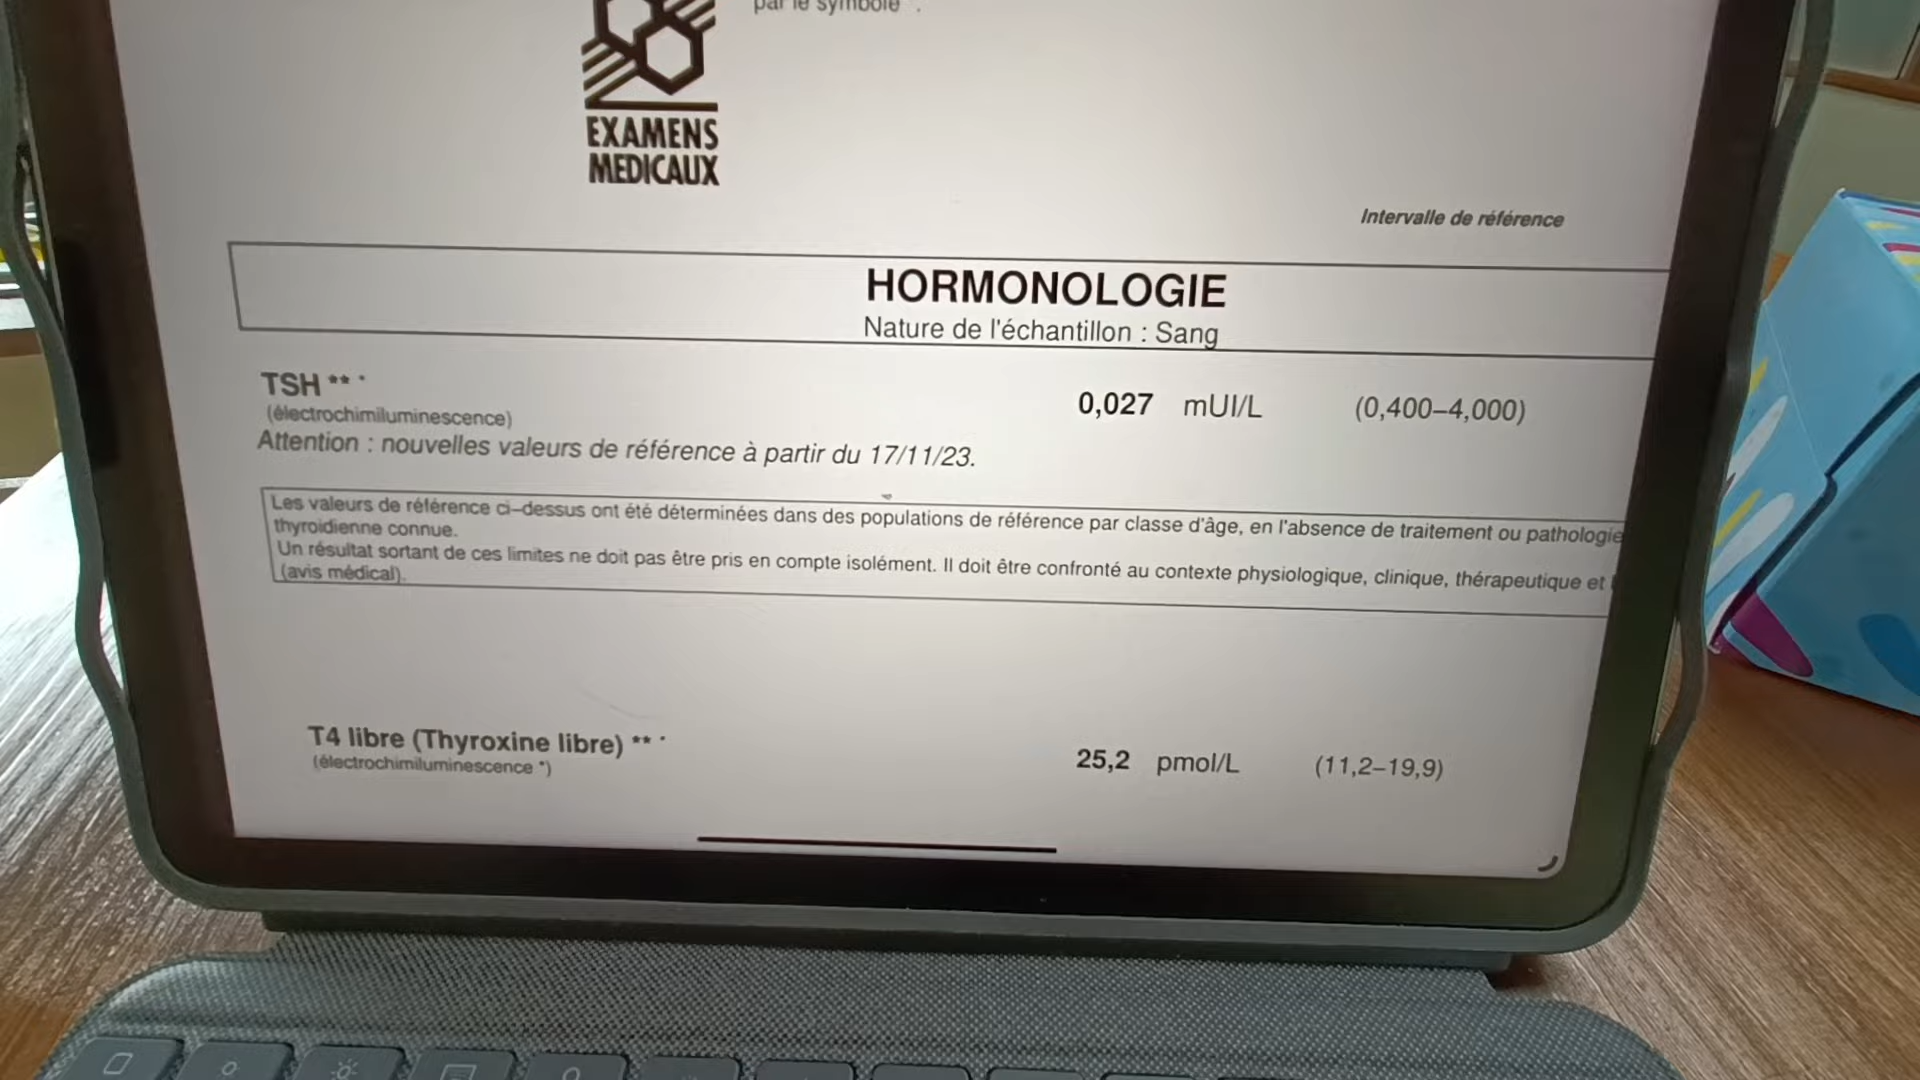 par le symbole * .
EXAMENS
MEDICAUX
Intervalle de référence
HORMONOLOGIE
Nature de l'échantillon : Sang
TSH ** * 0,027 mUI/L (0,400–4,000)
(électrochimiluminescence)
Attention : nouvelles valeurs de référence à partir du 17/11/23.
Les valeurs de référence ci–dessus ont été déterminées dans des populations de référence par classe d'âge, en l'absence de traitement ou pathologie
thyroidienne connue.
Un résultat sortant de ces limites ne doit pas être pris en compte isolément. Il doit être confronté au contexte physiologique, clinique, thérapeutique et
(avis médical).
T4 libre (Thyroxine libre) ** * 25,2 pmol/L (11,2–19,9)
(électrochimiluminescence *)